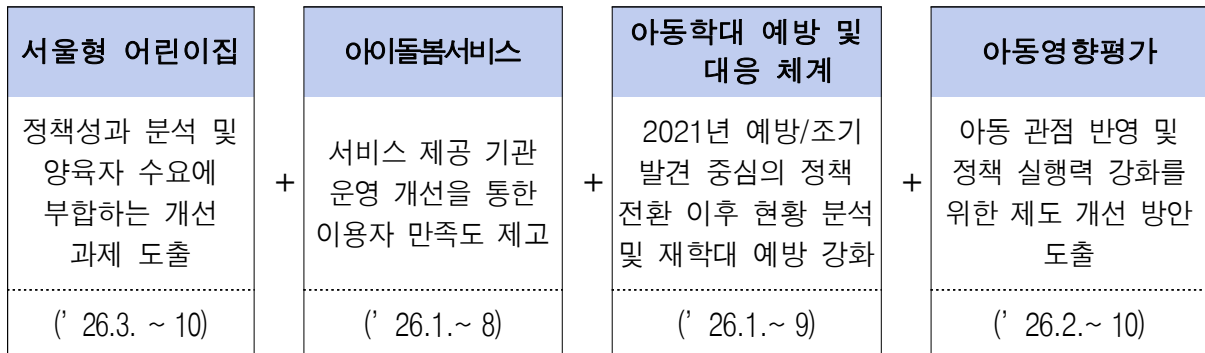 서울형 어린이집
정책성과 분석 및
양육자 수요에
부합하는 개선
과제 도출
(’ 26.3. ~ 10)
+
아이돌봄서비스
서비스 제공 기관
운영 개선을 통한
이용자 만족도 제고
(’ 26.1.~ 8)
+
아동학대 예방 및
대응 체계
2021년 예방/조기
발견 중심의 정책
전환 이후 현황 분석
및 재학대 예방 강화
(’ 26.1.~ 9)
+
아동영향평가
아동 관점 반영 및
정책 실행력 강화를
위한 제도 개선 방안
도출
(’ 26.2.~ 10)